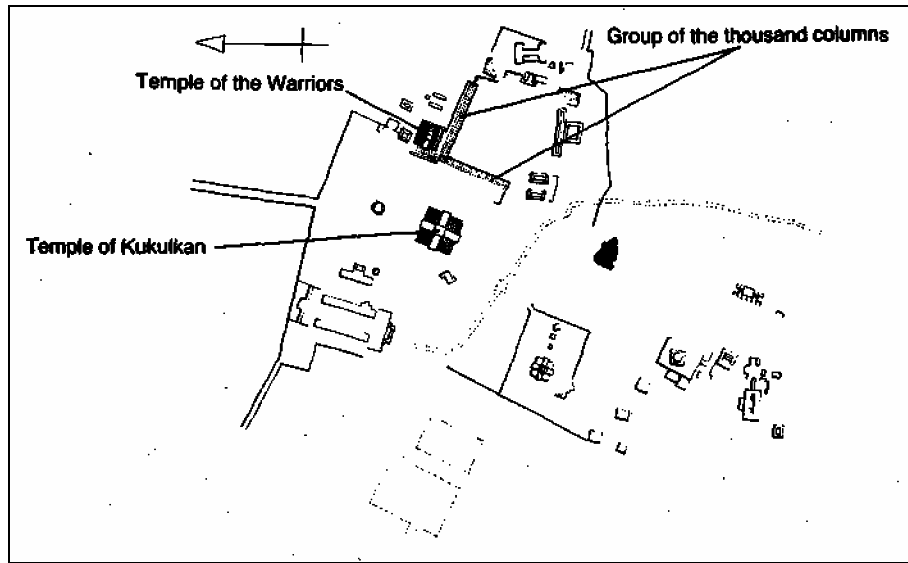 Group of the thousand columns
Temple of the Warriors
Temple of Kukulkan